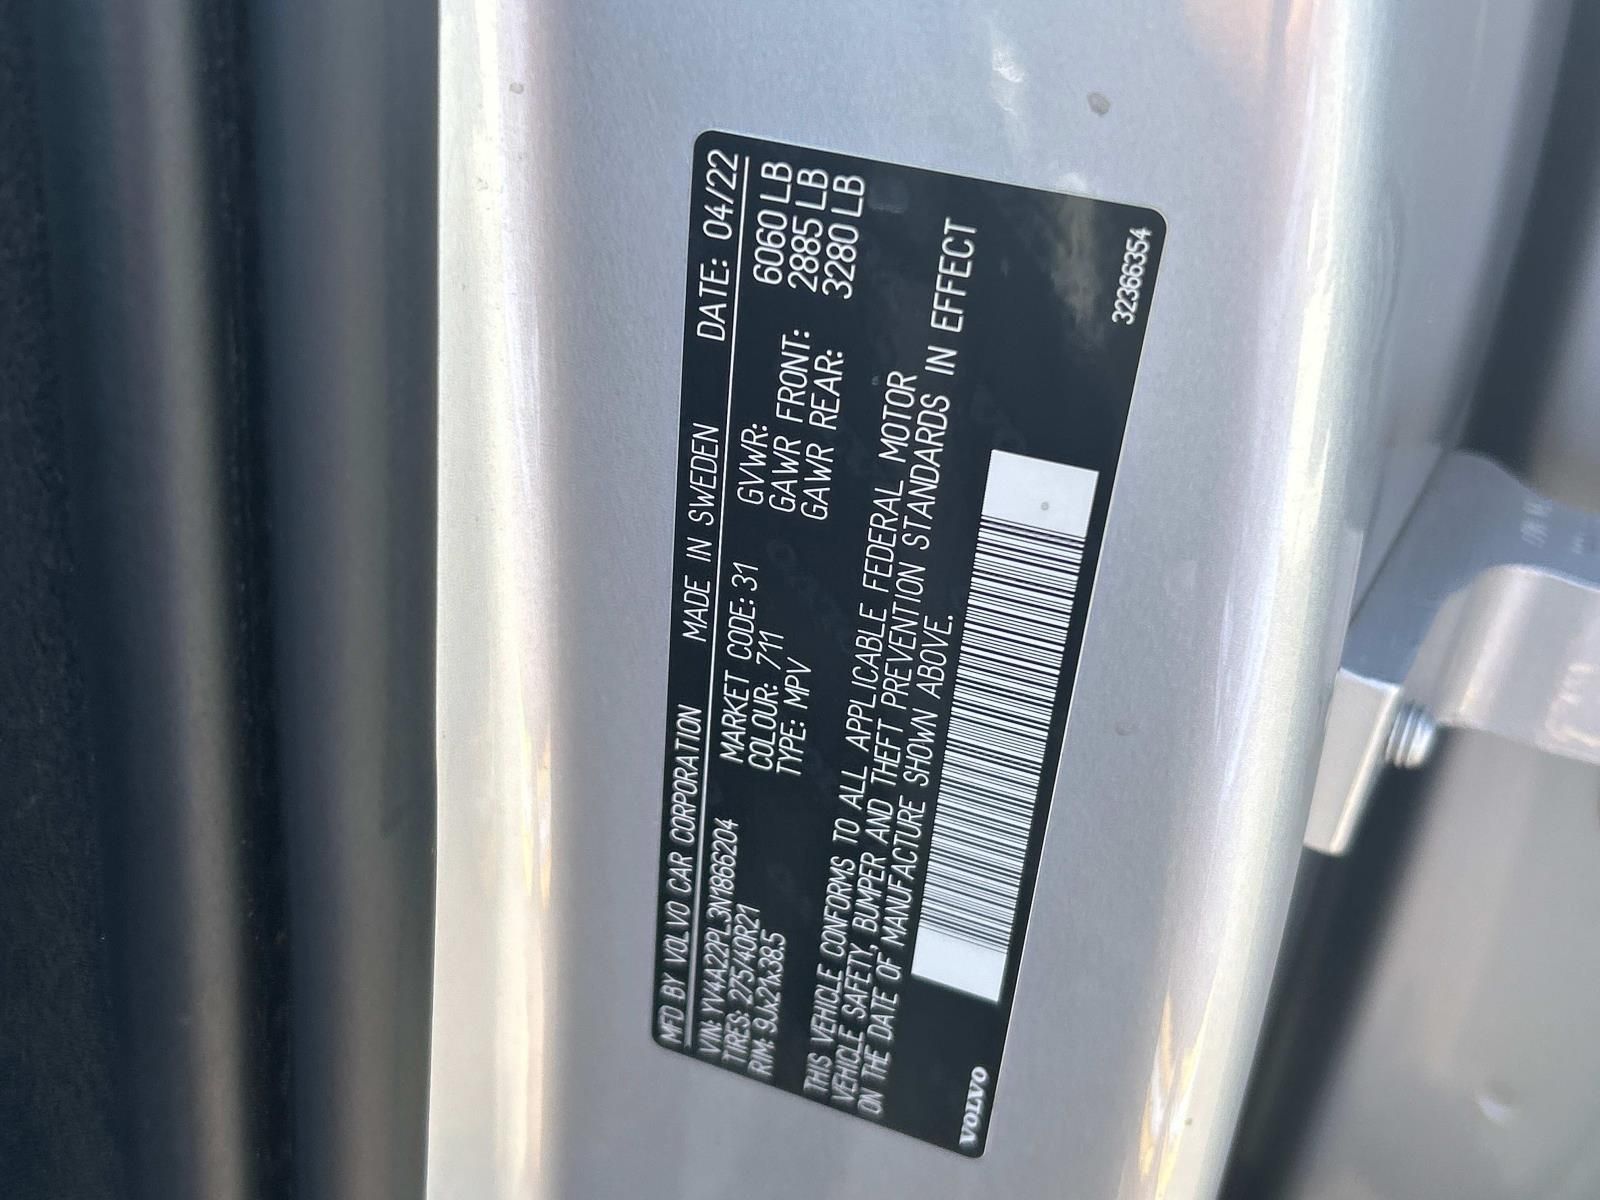 MFD BY VOLVO CAR CORPORATION MADE IN SWEDEN DATE: 04/22
VIN: YV4A22PL3N1866204 MARKET CODE: 31 GVWR: 6060 LB
TIRES: 275/40R21 COLOUR: 711 GAWR FRONT: 2885 LB
RIM: 9Jx21x38.5 TYPE: MPV GAWR REAR: 3280 LB
THIS VEHICLE CONFORMS TO ALL APPLICABLE FEDERAL MOTOR
VEHICLE SAFETY, BUMPER AND THEFT PREVENTION STANDARDS IN EFFECT
ON THE DATE OF MANUFACTURE SHOWN ABOVE.
VOLVO 32366354